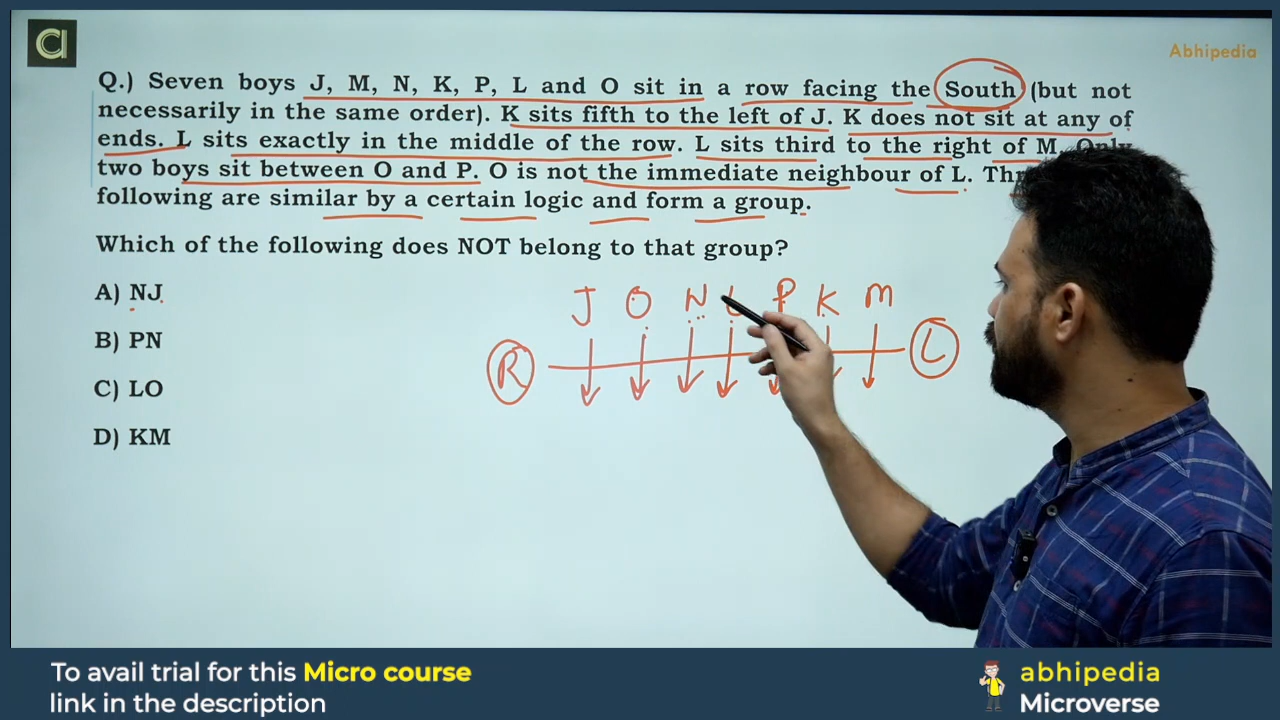 Abhipedia
Q.) Seven boys J, M, N, K, P, L and O sit in a row facing the South (but not
necessarily in the same order). K sits fifth to the left of J. K does not sit at any of
ends. L sits exactly in the middle of the row. L sits third to the right of M. Only
two boys sit between O and P. O is not the immediate neighbour of L.
following are similar by a certain logic and form a group.
Which of the following does NOT belong to that group?
A) NJ
B) PN
C) LO
D) KM
J O N L P K M
R L
To avail trial for this Micro course
link in the description
abhipedia
Microverse